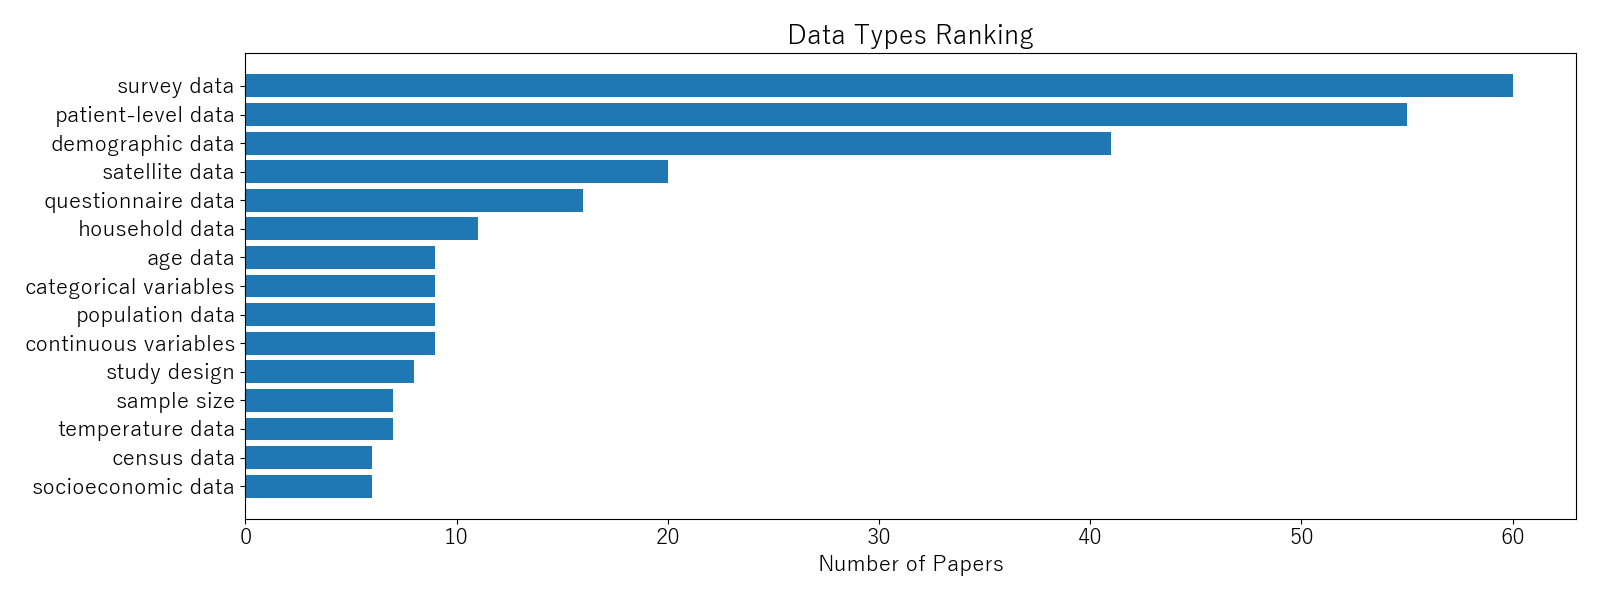 Data Types Ranking
survey data
patient-level data
demographic data
satellite data
questionnaire data
household data
age data
categorical variables
population data
continuous variables
study design
sample size
temperature data
census data
socioeconomic data
0 10 20 30 40 50 60
Number of Papers